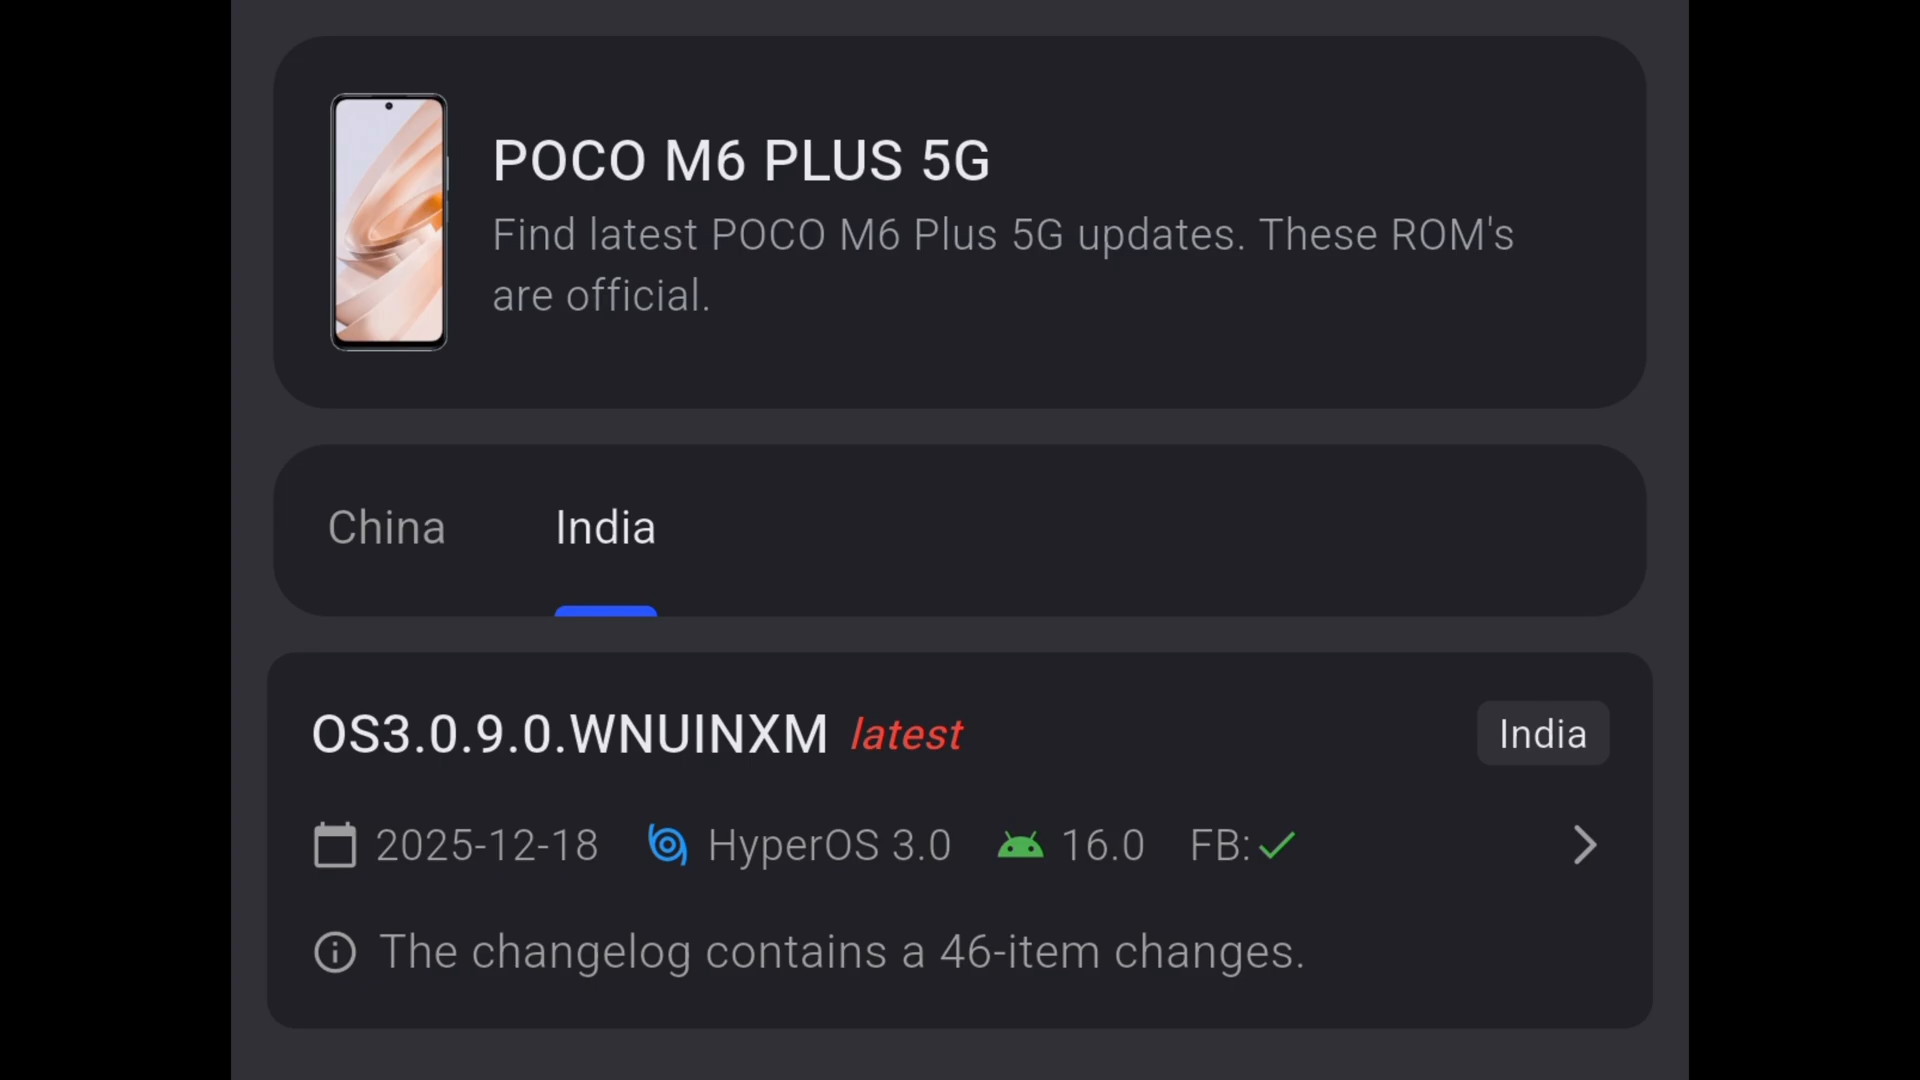 POCO M6 PLUS 5G
Find latest POCO M6 Plus 5G updates. These ROM's
are official.
China India
OS3.0.9.0.WNUINXM latest India
2025-12-18 HyperOS 3.0 16.0 FB:
The changelog contains a 46-item changes.